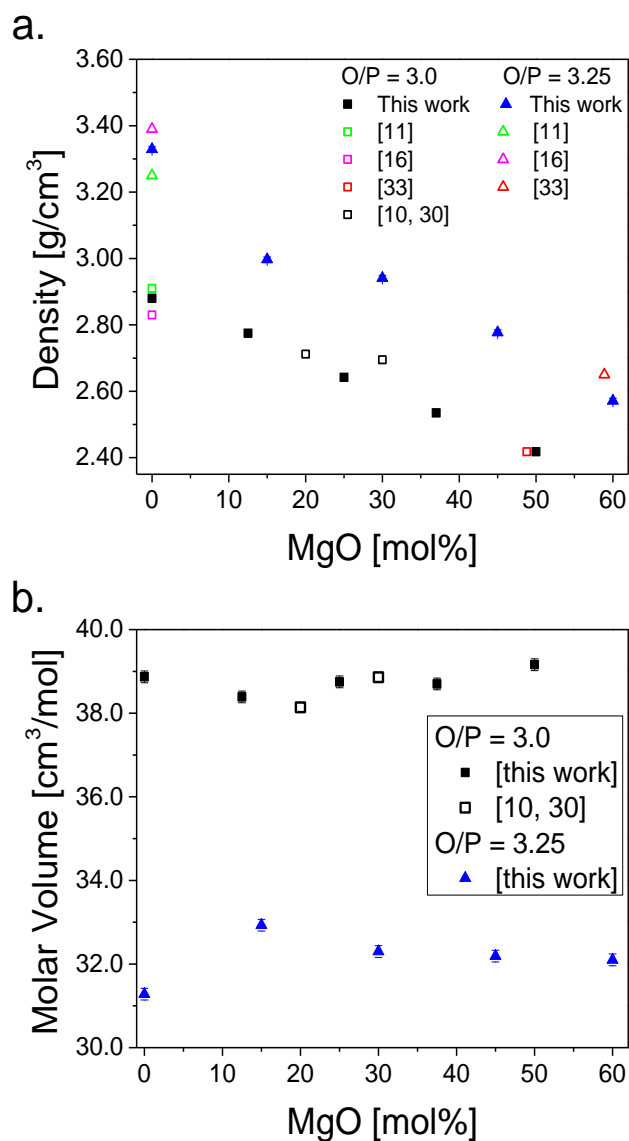 a.
3.60
3.40
3.20
3.00
2.80
2.60
2.40
Density [g/cm³]
O/P = 3.0
This work
[11]
[16]
[33]
[10, 30]
O/P = 3.25
This work
[11]
[16]
[33]
0 10 20 30 40 50 60
MgO [mol%]
b.
40.0
38.0
36.0
34.0
32.0
30.0
Molar Volume [cm³/mol]
O/P = 3.0
[this work]
[10, 30]
O/P = 3.25
[this work]
0 10 20 30 40 50 60
MgO [mol%]